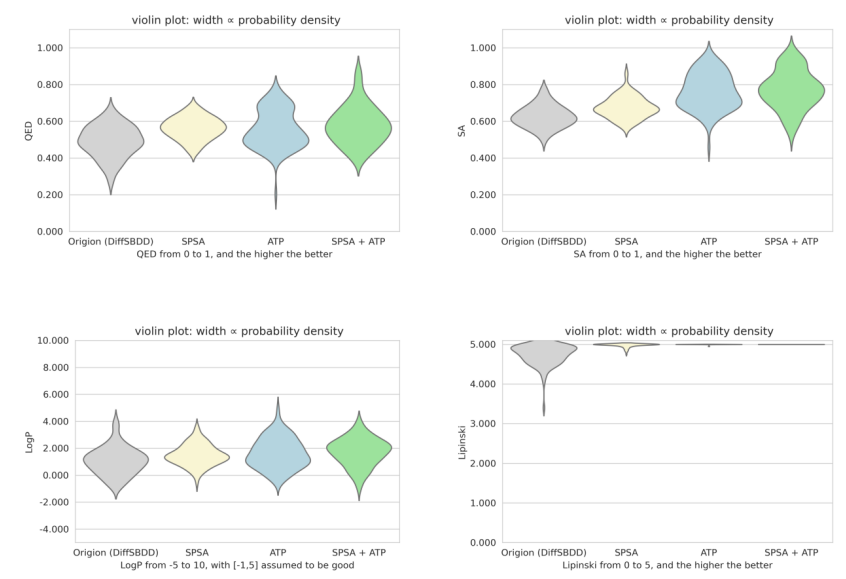 violin plot: width ∝ probability density
1.000
0.800
0.600
0.400
0.200
0.000
QED
Origion (DiffSBDD) SPSA ATP SPSA + ATP
QED from 0 to 1, and the higher the better
violin plot: width ∝ probability density
1.000
0.800
0.600
0.400
0.200
0.000
SA
Origion (DiffSBDD) SPSA ATP SPSA + ATP
SA from 0 to 1, and the higher the better
violin plot: width ∝ probability density
10.000
8.000
6.000
4.000
2.000
0.000
-2.000
-4.000
LogP
Origion (DiffSBDD) SPSA ATP SPSA + ATP
LogP from -5 to 10, with [-1,5] assumed to be good
violin plot: width ∝ probability density
5.000
4.000
3.000
2.000
1.000
0.000
Lipinski
Origion (DiffSBDD) SPSA ATP SPSA + ATP
Lipinski from 0 to 5, and the higher the better